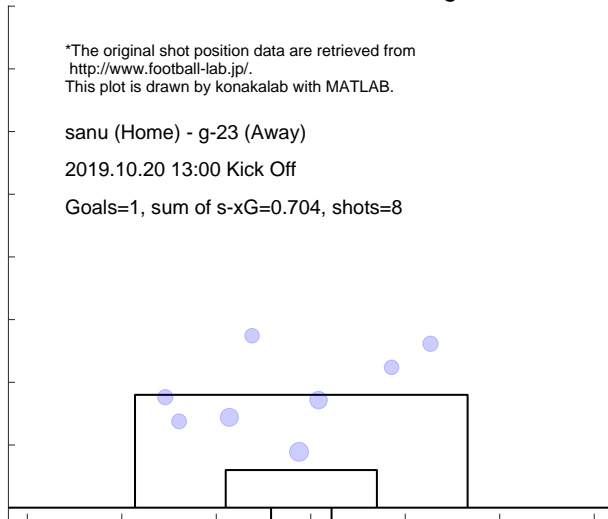 *The original shot position data are retrieved from
http://www.football-lab.jp/.
This plot is drawn by konakalab with MATLAB.
sanu (Home) - g-23 (Away)
2019.10.20 13:00 Kick Off
Goals=1, sum of s-xG=0.704, shots=8